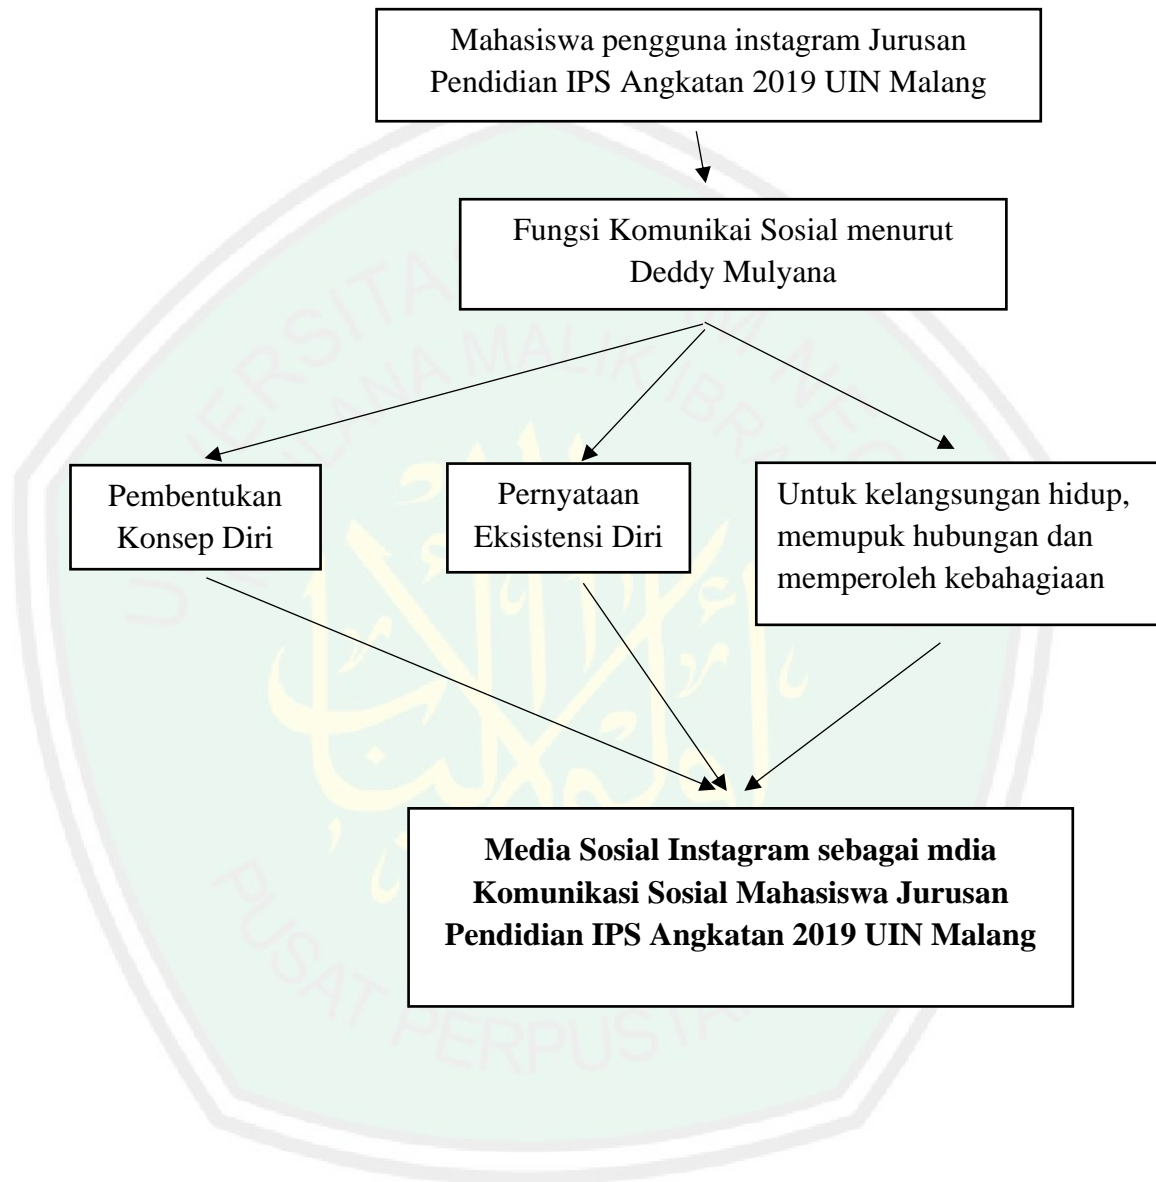 Mahasiswa pengguna instagram Jurusan
Pendidian IPS Angkatan 2019 UIN Malang
Fungsi Komunikai Sosial menurut
Deddy Mulyana
Pembentukan
Konsep Diri
Pernyataan
Eksistensi Diri
Untuk kelangsungan hidup,
memupuk hubungan dan
memperoleh kebahagiaan
Media Sosial Instagram sebagai mdia
Komunikasi Sosial Mahasiswa Jurusan
Pendidian IPS Angkatan 2019 UIN Malang